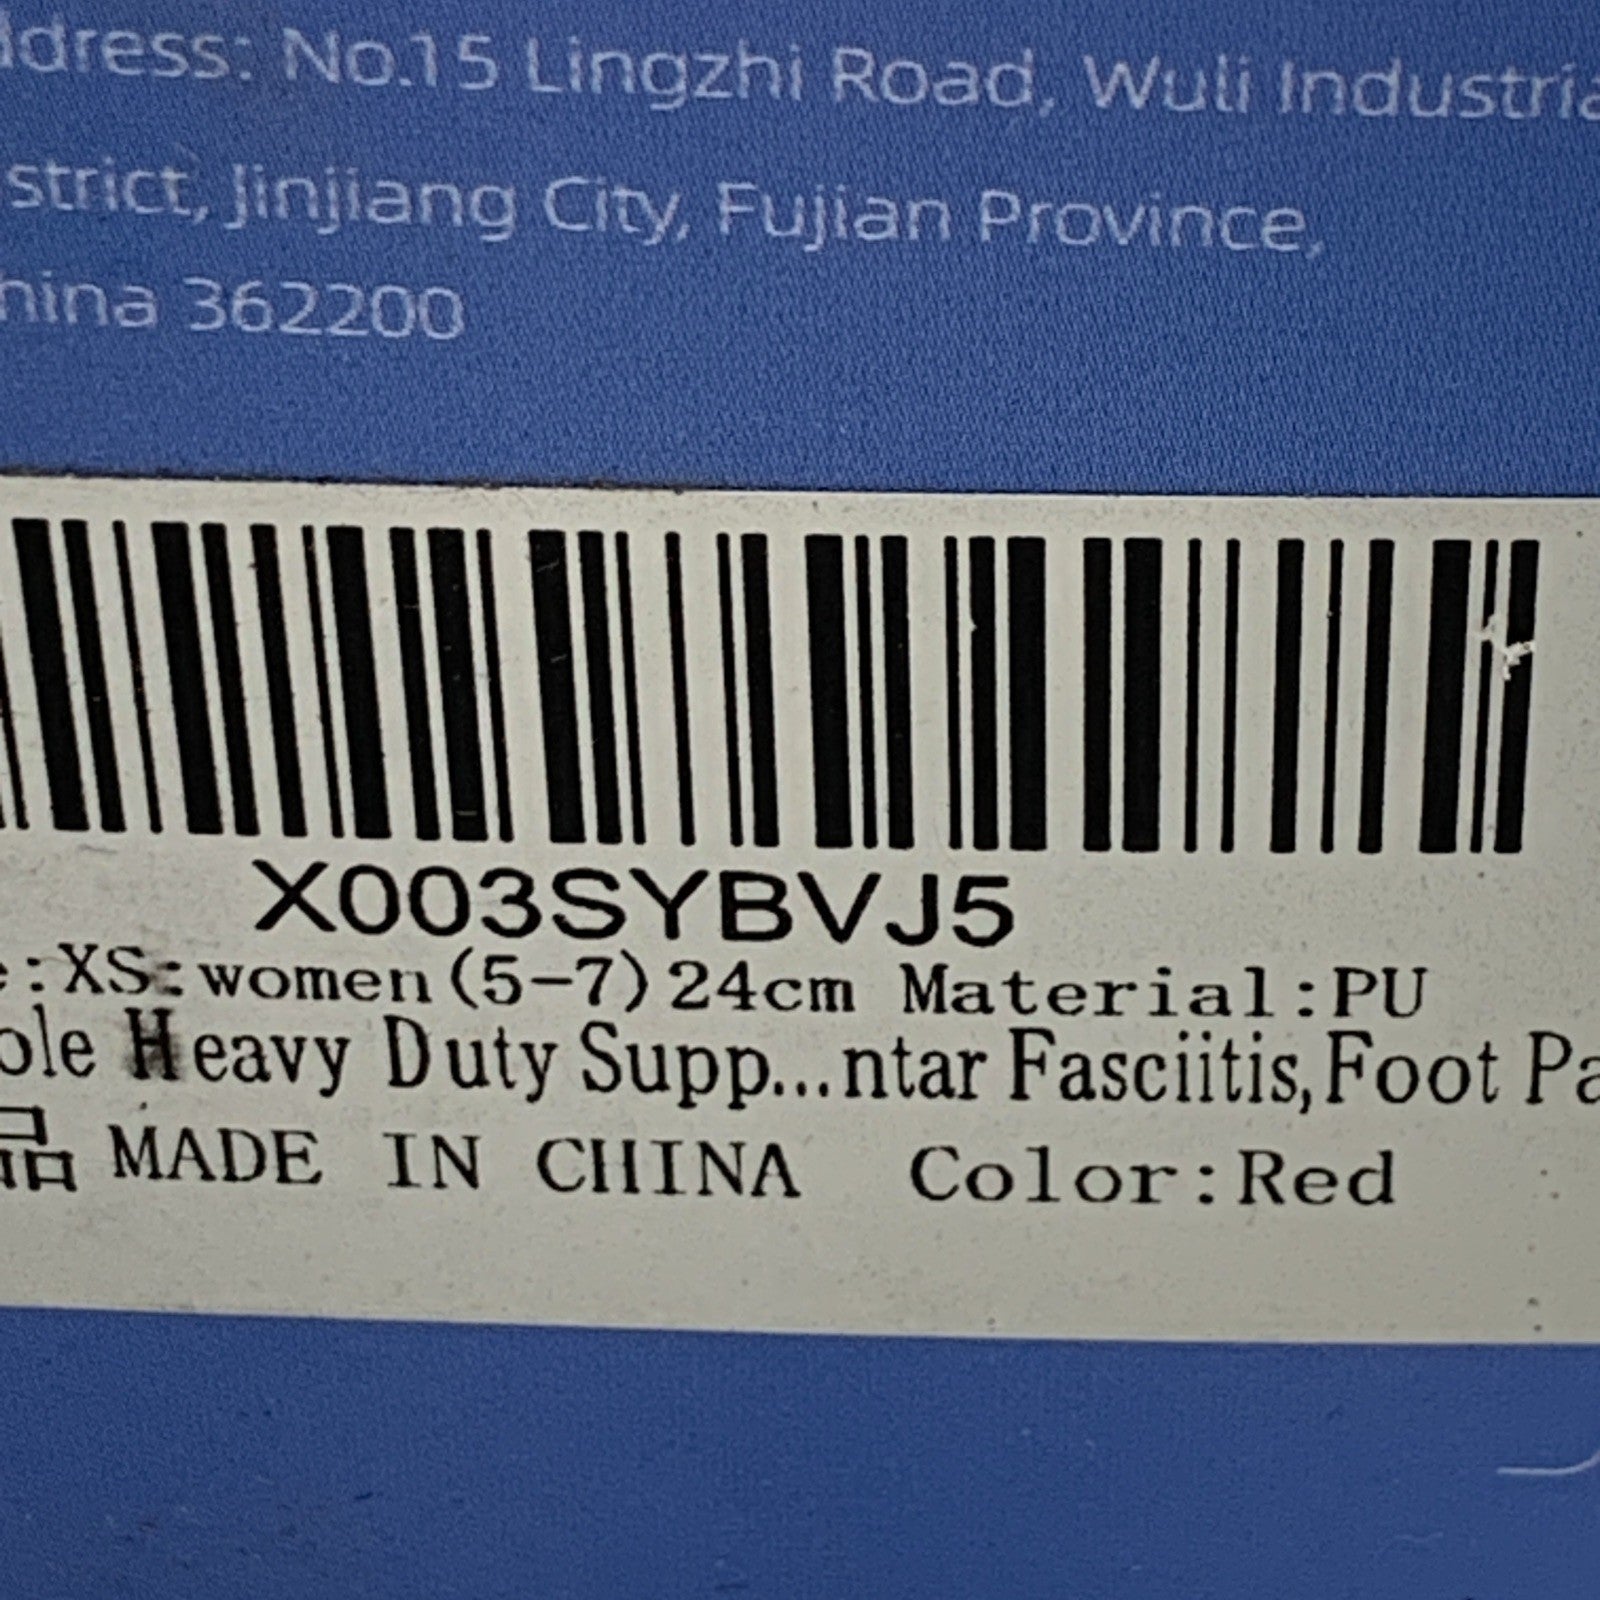 ddress: No.15 Lingzhi Road, Wuli Industria
strict, Jinjiang City, Fujian Province,
hina 362200
X003SYBVJ5
e:XS:women(5-7)24cm Material:PU
ole Heavy Duty Supp...ntar Fasciitis,Foot Pa
品 MADE IN CHINA Color:Red